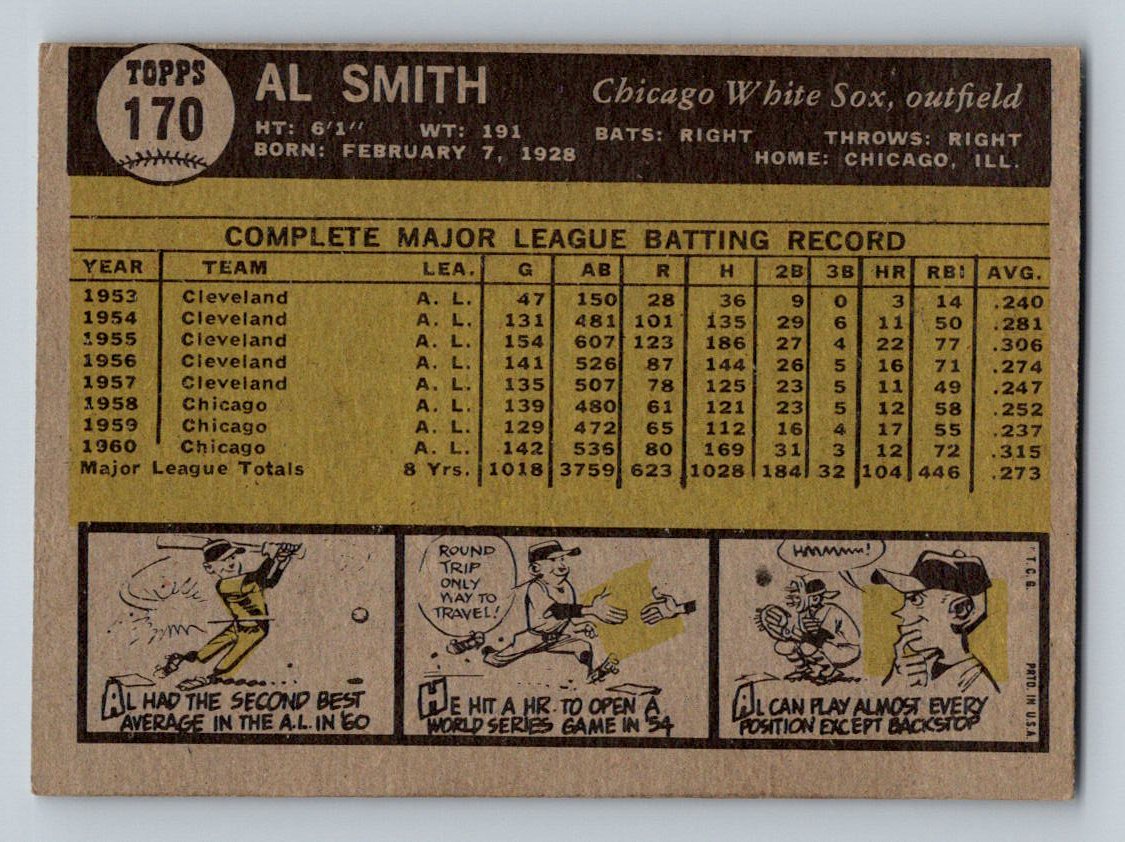 TOPPS
170
AL SMITH
Chicago White Sox, outfield
HT: 6'1" WT: 191 BATS: RIGHT THROWS: RIGHT
BORN: FEBRUARY 7, 1928 HOME: CHICAGO, ILL.
COMPLETE MAJOR LEAGUE BATTING RECORD
YEAR TEAM LEA. G AB R H 2B 3B HR RBI AVG.
1953 Cleveland A. L. 47 150 28 36 9 0 3 14 .240
1954 Cleveland A. L. 131 481 101 135 29 6 11 50 .281
1955 Cleveland A. L. 154 607 123 186 27 4 22 77 .306
1956 Cleveland A. L. 141 526 87 144 26 5 16 71 .274
1957 Cleveland A. L. 135 507 78 125 23 5 11 49 .247
1958 Chicago A. L. 139 480 61 121 23 5 12 58 .252
1959 Chicago A. L. 129 472 65 112 16 4 17 55 .237
1960 Chicago A. L. 142 536 80 169 31 3 12 72 .315
Major League Totals 8 Yrs. 1018 3759 623 1028 184 32 104 446 .273
AL HAD THE SECOND BEST
AVERAGE IN THE A.L. IN '60
ROUND
TRIP
ONLY
WAY TO
TRAVEL!
HE HIT A HR. TO OPEN A
WORLD SERIES GAME IN '54
HMMMM!
AL CAN PLAY ALMOST EVERY
POSITION EXCEPT BACKSTOP
T.C.G. PRTD. IN U.S.A.